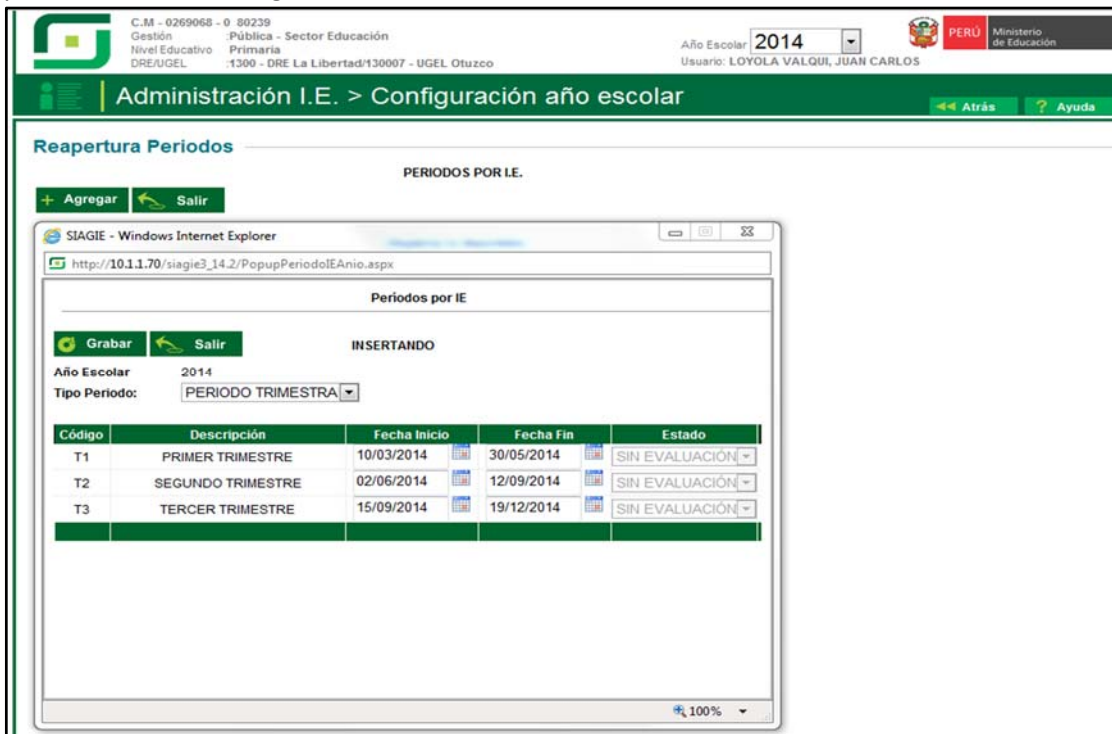 C.M - 0269068 - 0 80239
Gestión :Pública - Sector Educación
Nivel Educativo Primaria
DRE/UGEL :1300 - DRE La Libertad/130007 - UGEL Otuzco
Año Escolar 2014
Usuario: LOYOLA VALQUI, JUAN CARLOS
PERÚ Ministerio de Educación
Administración I.E. > Configuración año escolar
Atrás ? Ayuda
Reapertura Periodos
PERIODOS POR I.E.
+ Agregar Salir
SIAGIE - Windows Internet Explorer
http://10.1.1.70/siagie3_14.2/PopupPeriodoIEAnio.aspx
Períodos por IE
Grabar Salir INSERTANDO
Año Escolar 2014
Tipo Periodo: PERIODO TRIMESTRA
Código Descripción Fecha Inicio Fecha Fin Estado
T1 PRIMER TRIMESTRE 10/03/2014 30/05/2014 SIN EVALUACIÓN
T2 SEGUNDO TRIMESTRE 02/06/2014 12/09/2014 SIN EVALUACIÓN
T3 TERCER TRIMESTRE 15/09/2014 19/12/2014 SIN EVALUACIÓN
100%